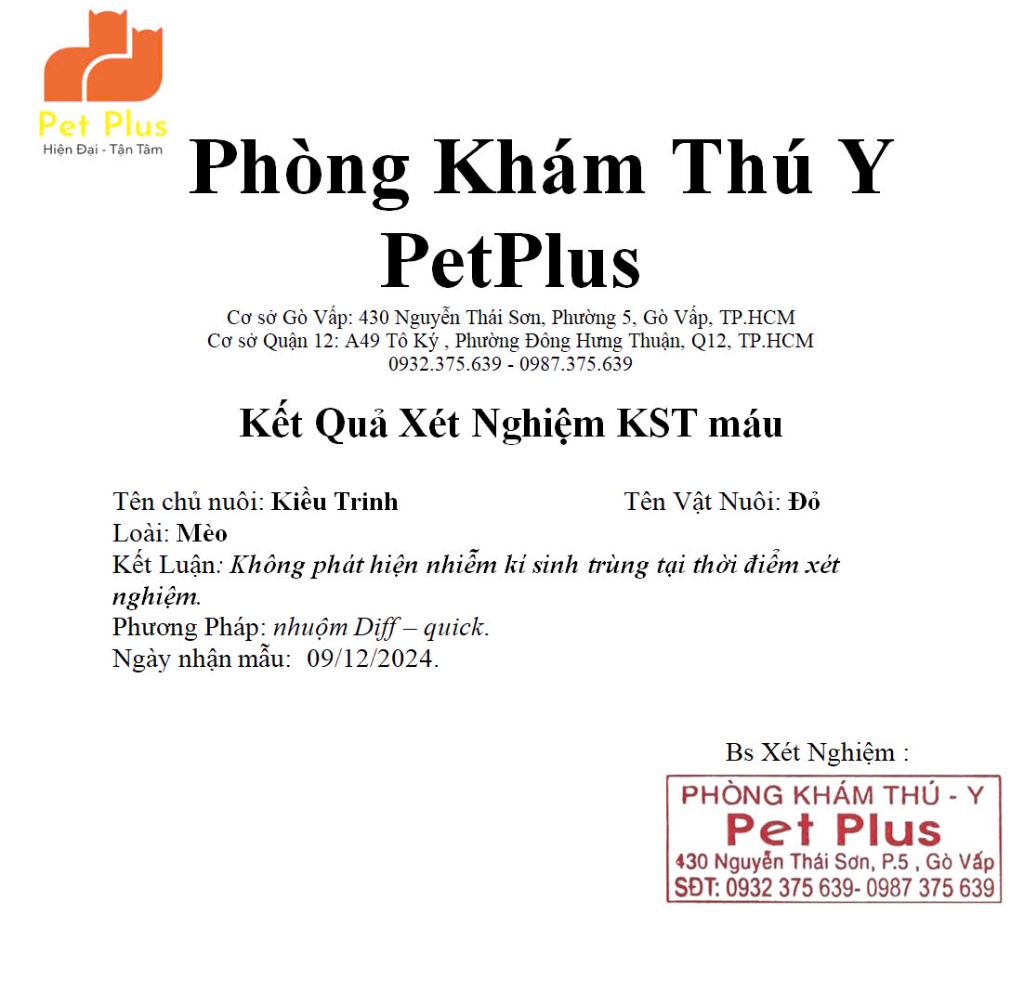 Pet Plus
Hiện Đại - Tận Tâm
Phòng Khám Thú Y
PetPlus
Cơ sở Gò Vấp: 430 Nguyễn Thái Sơn, Phường 5, Gò Vấp, TP.HCM
Cơ sở Quận 12: A49 Tô Ký , Phường Đông Hưng Thuận, Q12, TP.HCM
0932.375.639 - 0987.375.639
Kết Quả Xét Nghiệm KST máu
Tên chủ nuôi: Kiều Trinh Tên Vật Nuôi: Đỏ
Loài: Mèo
Kết Luận: Không phát hiện nhiễm kí sinh trùng tại thời điểm xét
nghiệm.
Phương Pháp: nhuộm Diff – quick.
Ngày nhận mẫu: 09/12/2024.
Bs Xét Nghiệm :
PHÒNG KHÁM THÚ - Y
Pet Plus
430 Nguyễn Thái Sơn, P.5 , Gò Vấp
SĐT: 0932 375 639- 0987 375 639